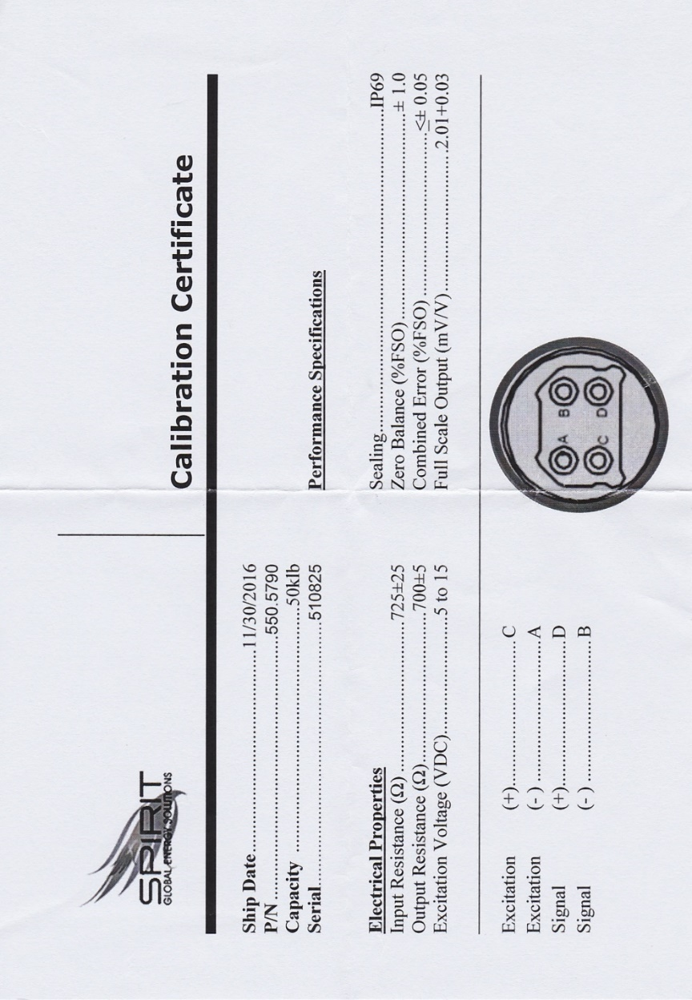 SPIRIT
GLOBAL ENERGY SOLUTIONS
Calibration Certificate
Ship Date..........................................11/30/2016
P/N..........................................550.5790
Capacity ..........................................50klb
Serial..........................................510825
Performance Specifications
Electrical Properties
Input Resistance (Ω)..............................725±25
Output Resistance (Ω)..............................700±5
Excitation Voltage (VDC)..............................5 to 15
Sealing..........................................IP69
Zero Balance (%FSO)..............................± 1.0
Combined Error (%FSO)..............................≤± 0.05
Full Scale Output (mV/V)..............................2.01+0.03
Excitation (+)..............................C
Excitation (-) ..............................A
Signal (+)..............................D
Signal (-) ..............................B
A B
C D